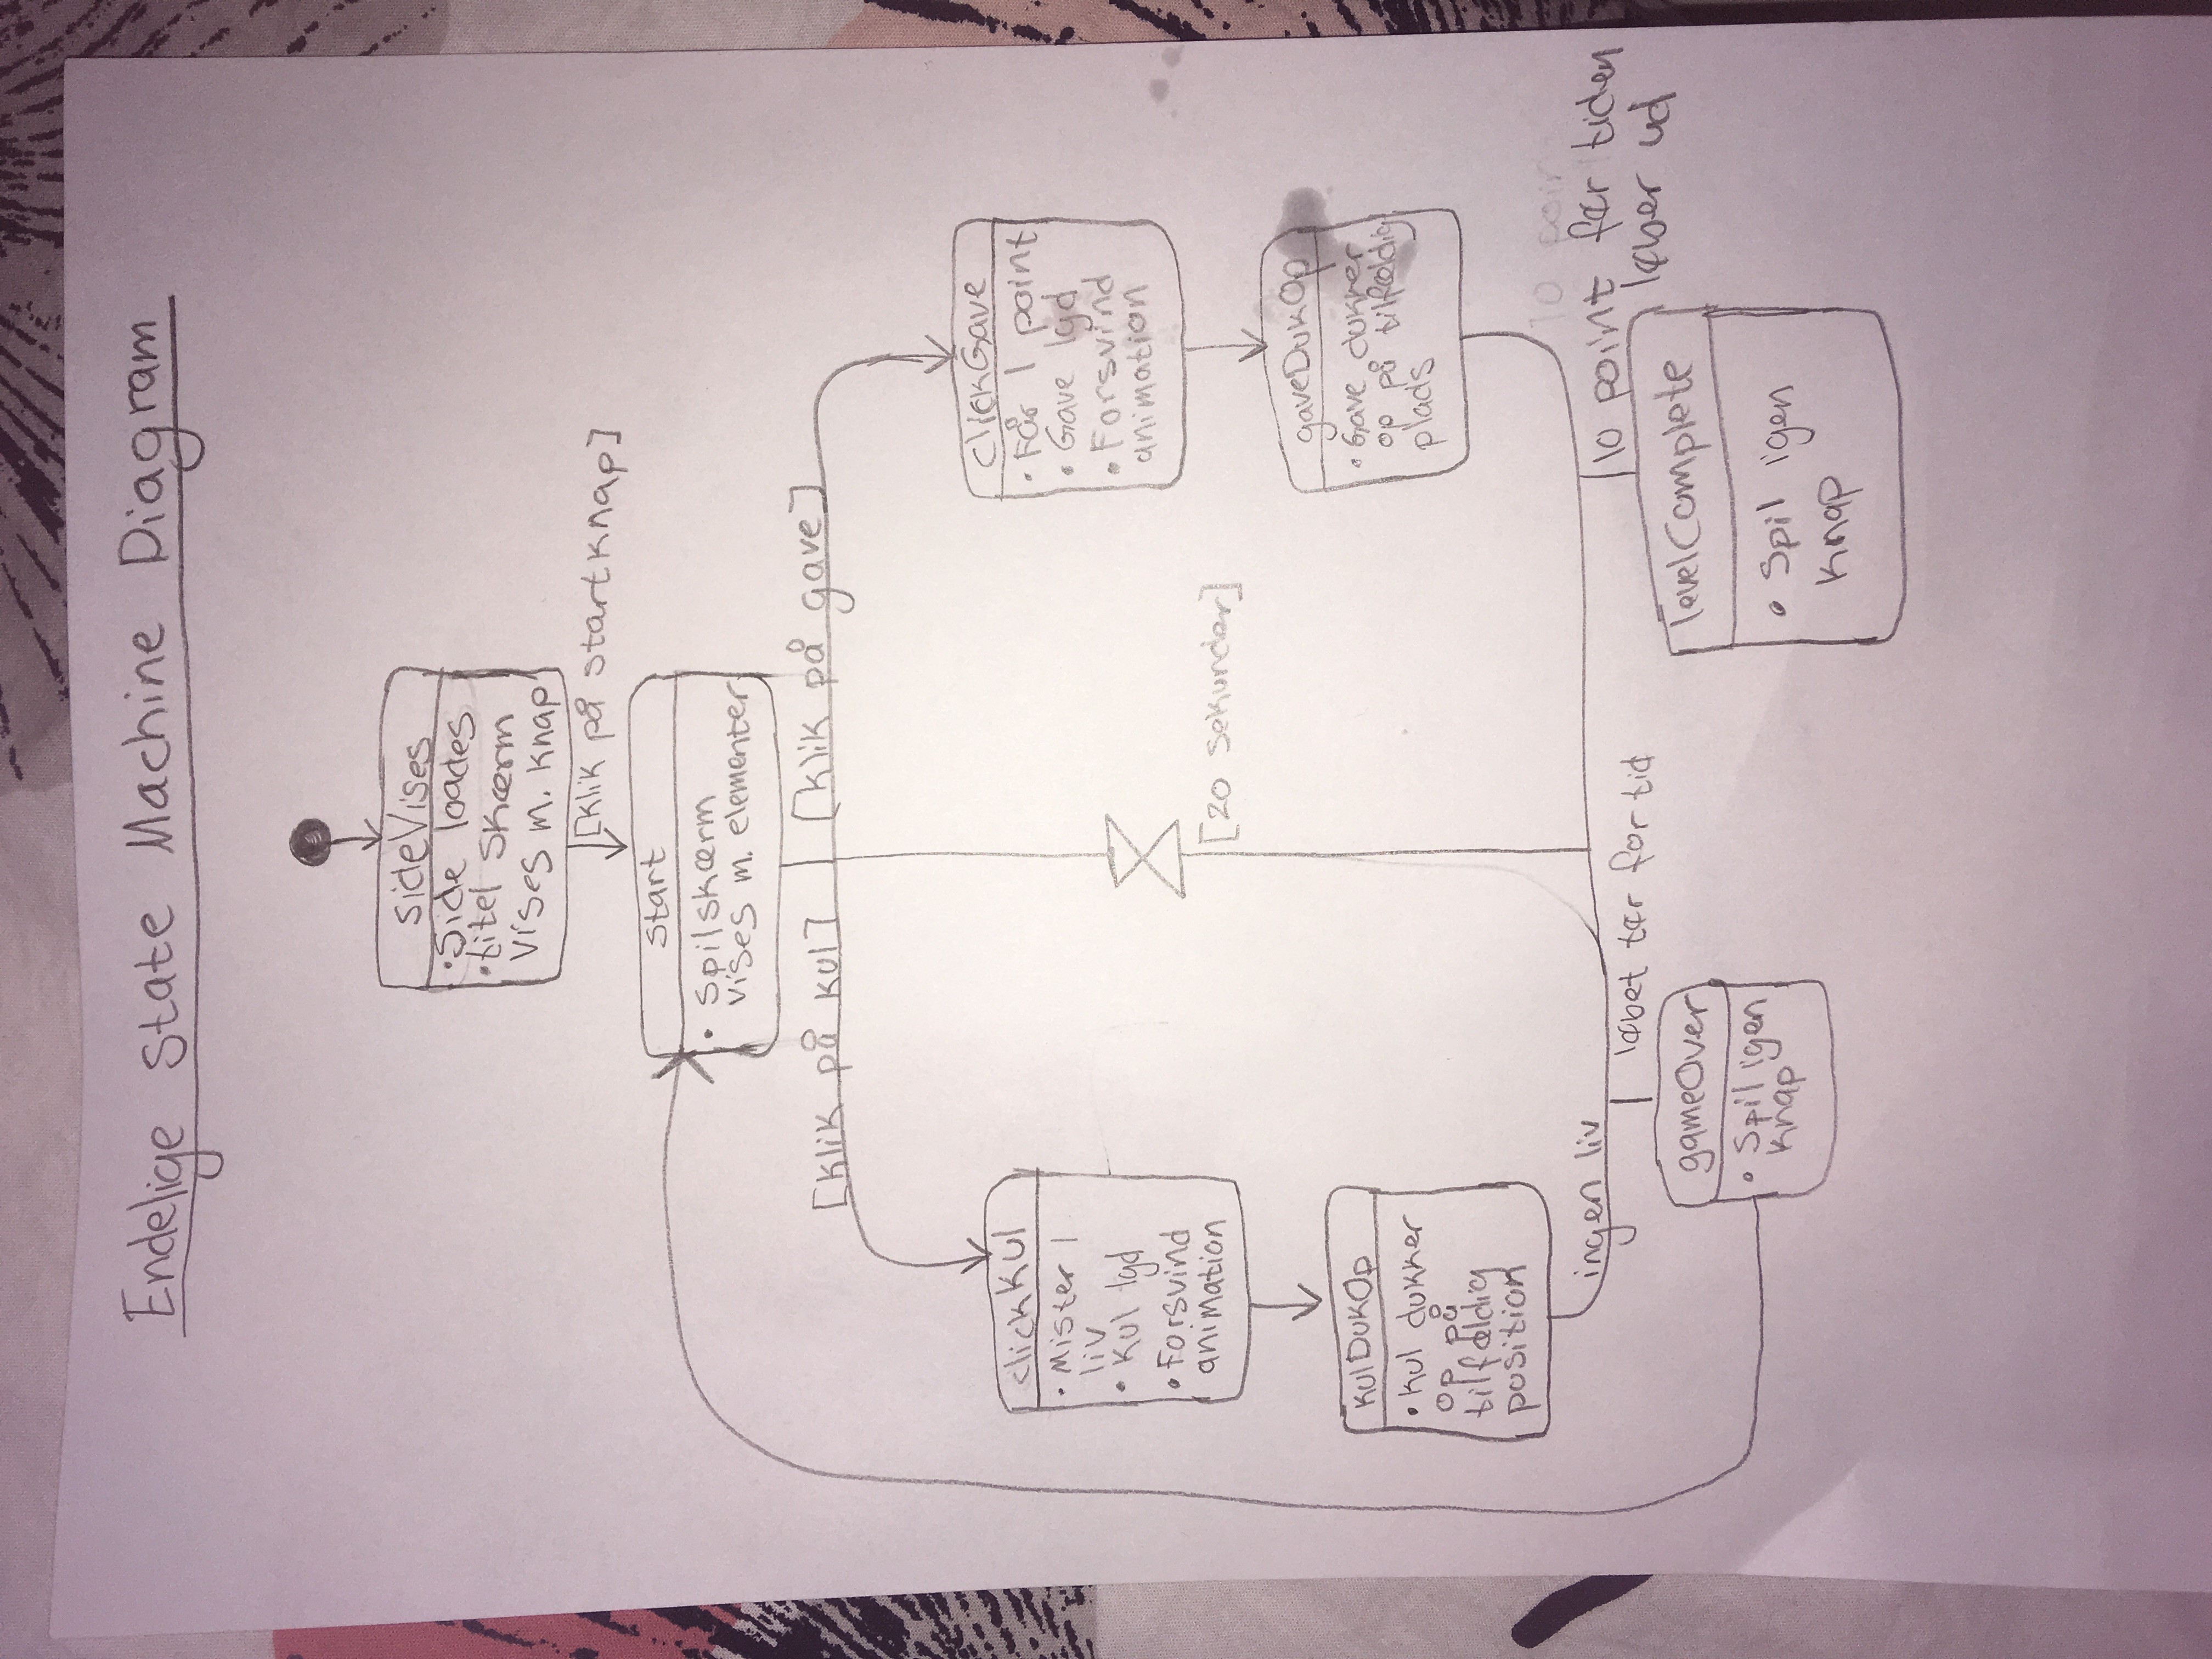 Endelige State Machine Diagram
sideVises
• Side loades
• titel skærm
vises m. knap
[klik på startknap]
start
• Spilskærm
vises m. elementer
[klik på kul]
[klik på gave]
clickKul
• Mister 1
liv
• Kul lyd
• Forsvind
animation
clickGave
• Får 1 point
• Gave lyd
• Forsvind
animation
[20 sekunder]
kulDukOp
• Kul dukker
op på
tilfældig
position
gaveDukOp
• Gave dukker
op på tilfældig
plads
ingen liv
løbet tør for tid
10 poin
10 point før tiden
løber ud
gameOver
• Spil igen
knap
levelComplete
• Spil igen
knap